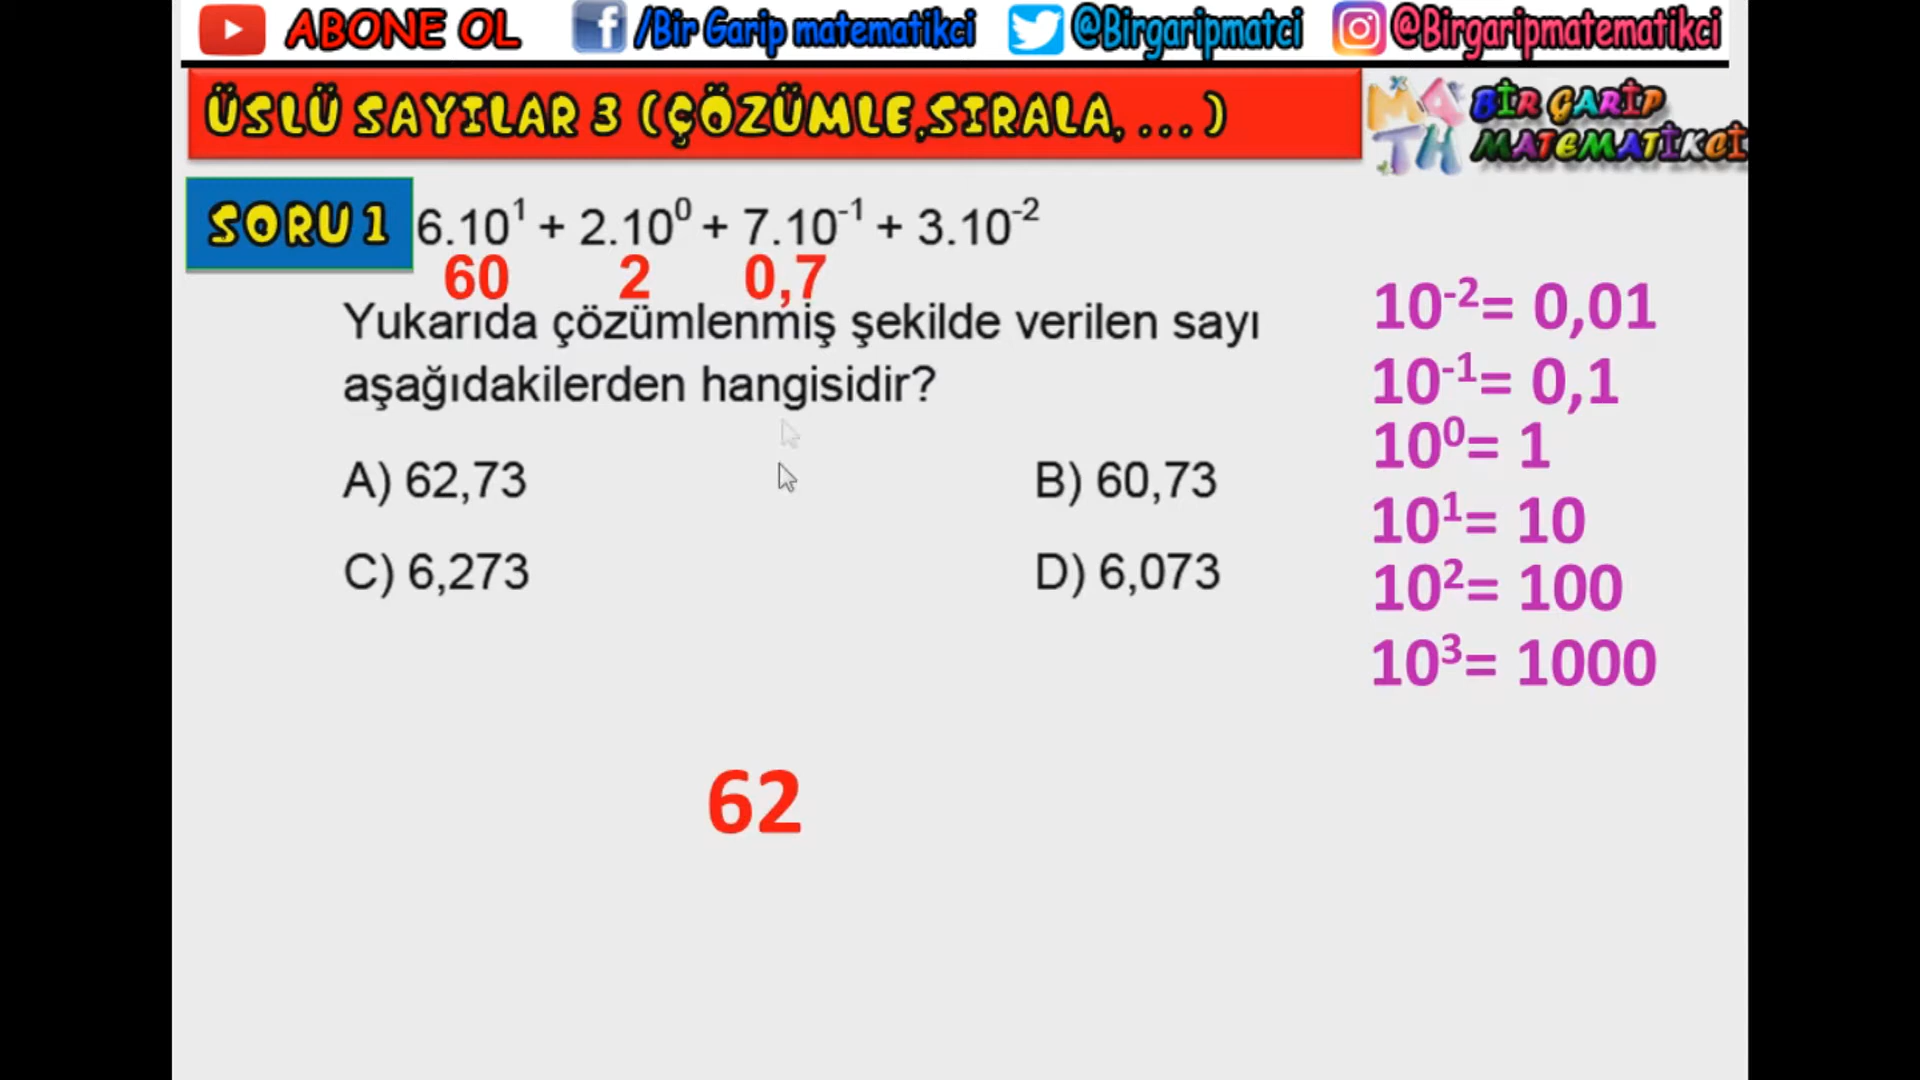 ABONE OL /Bir Garip matematikci @Birgaripmatci @Birgaripmatematikci
ÜSLÜ SAYILAR 3 (ÇÖZÜMLE,SIRALA, ...)
MATH BİR GARİP
MATEMATİKCİ
SORU 1 6.10¹ + 2.10⁰ + 7.10⁻¹ + 3.10⁻²
60 2 0,7
Yukarıda çözümlenmiş şekilde verilen sayı
aşağıdakilerden hangisidir?
A) 62,73 B) 60,73
C) 6,273 D) 6,073
10⁻²= 0,01
10⁻¹= 0,1
10⁰= 1
10¹= 10
10²= 100
10³= 1000
62